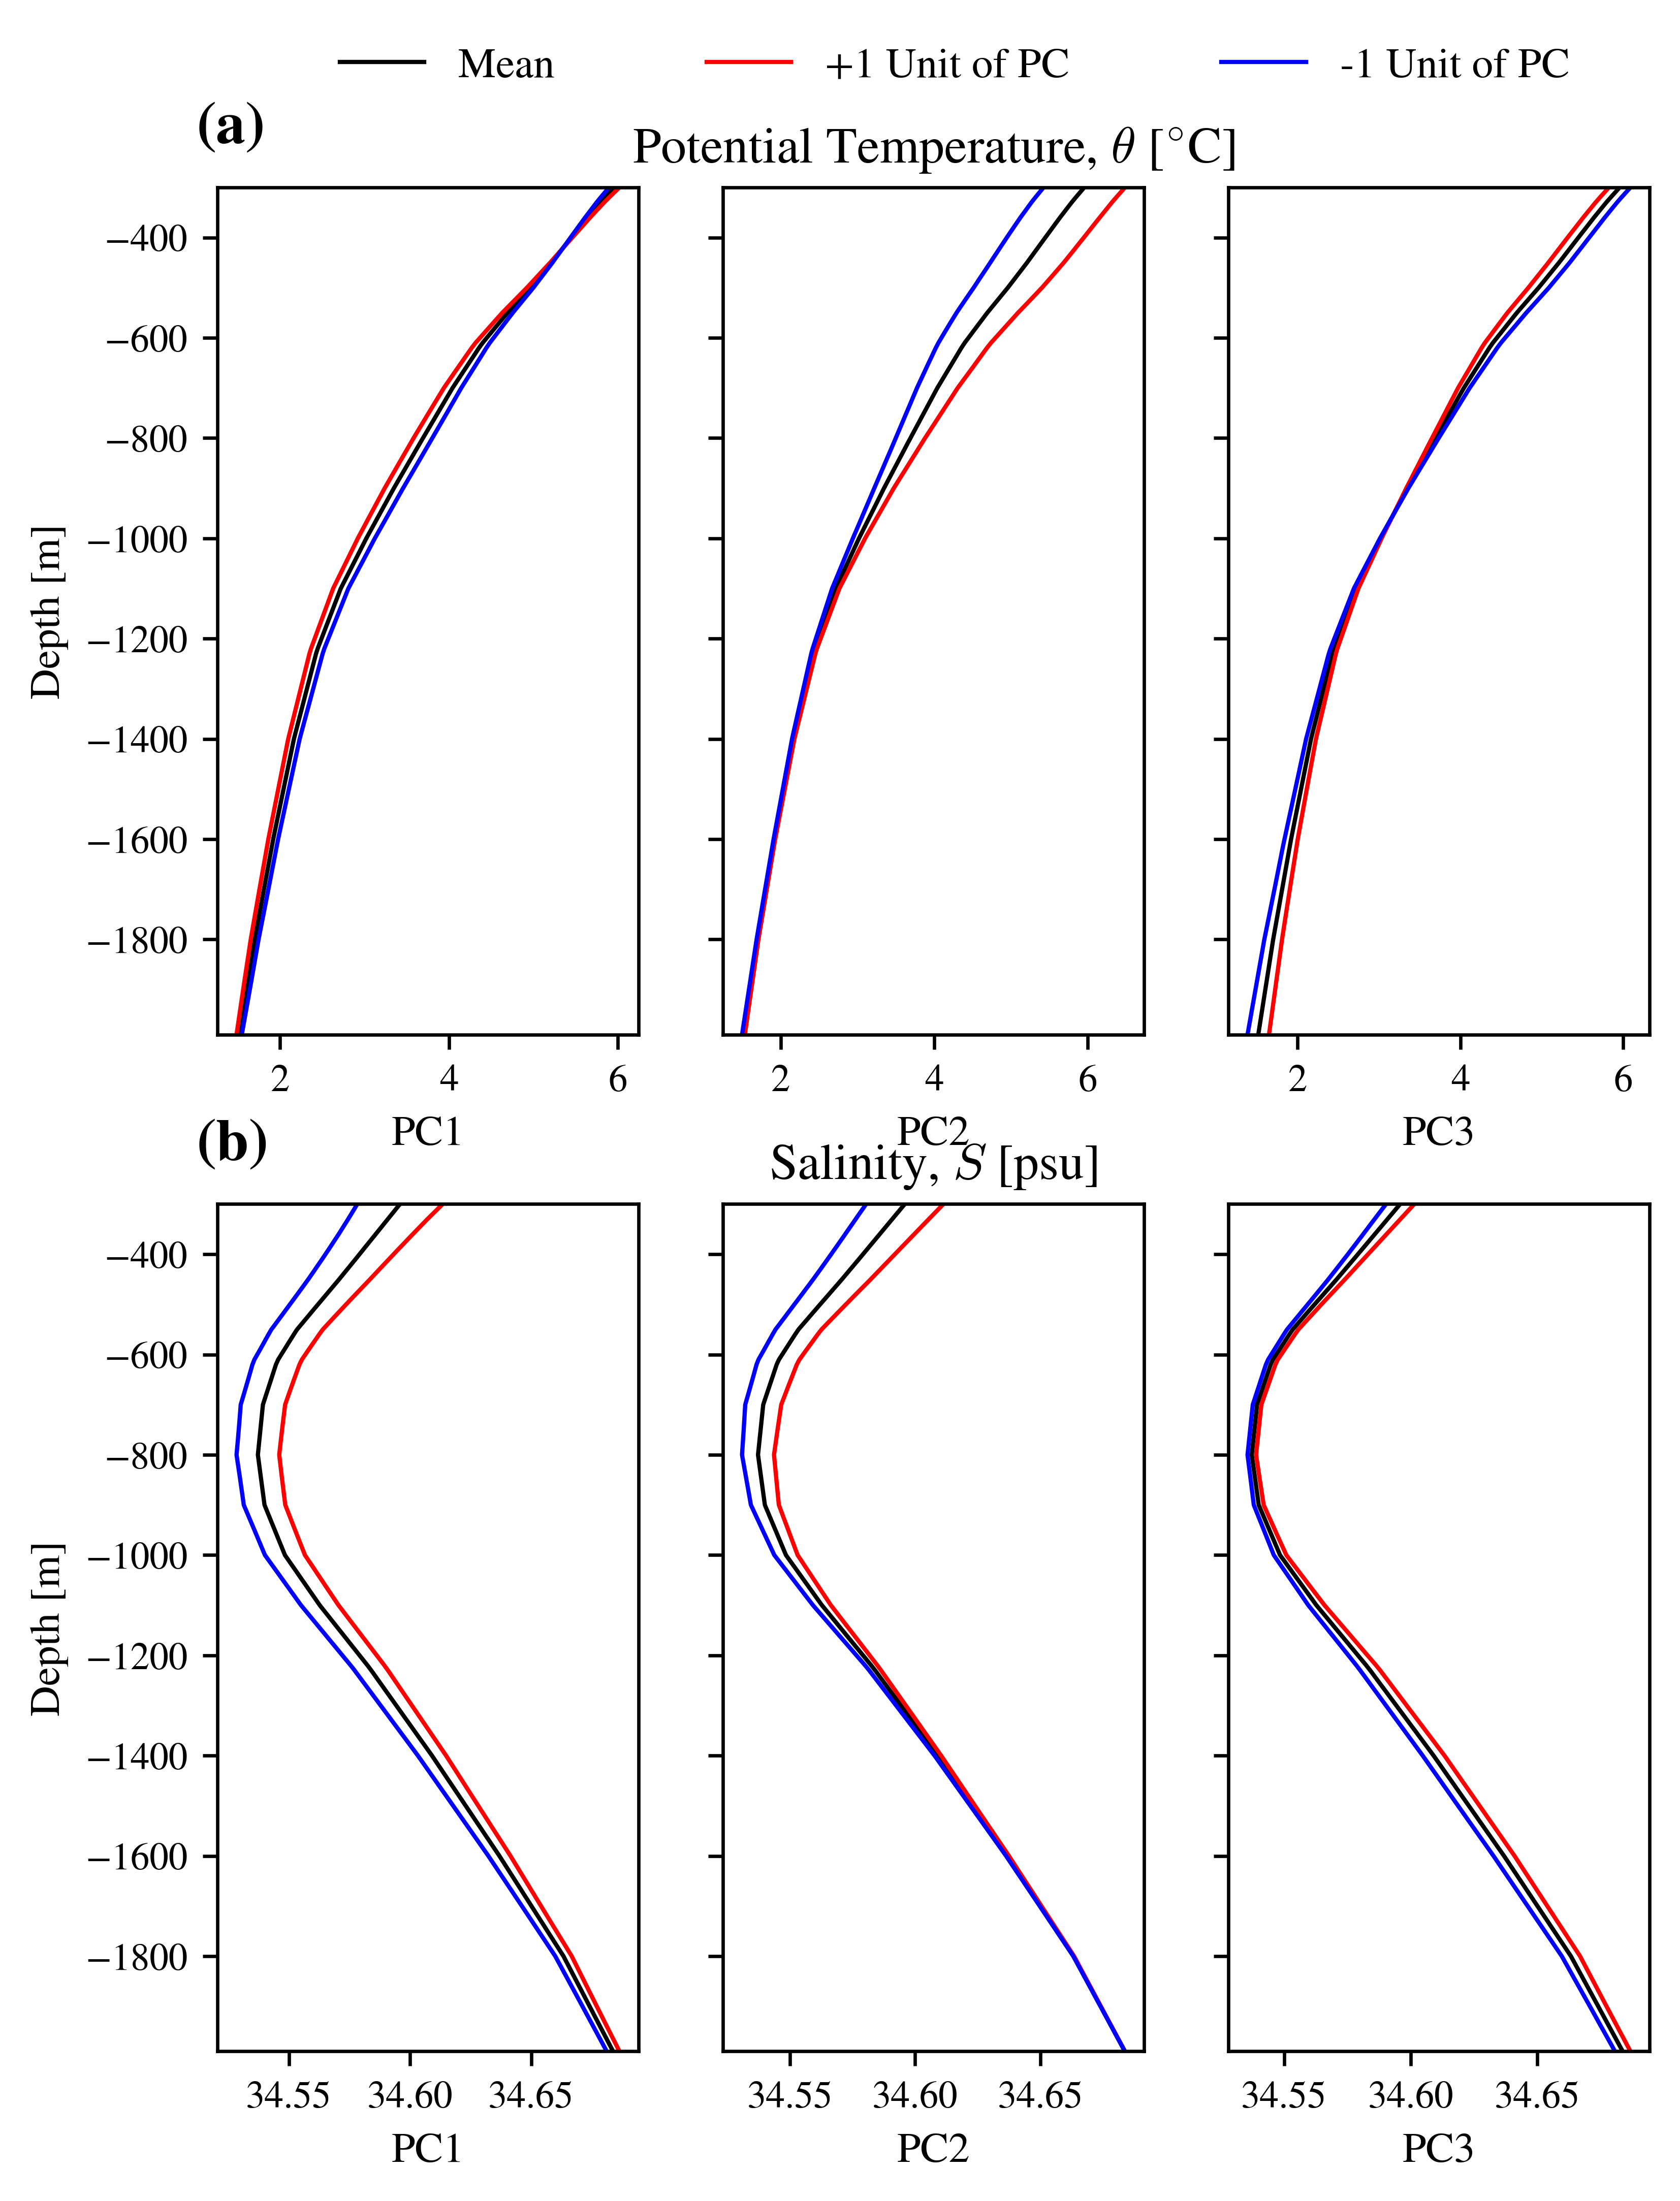 Mean +1 Unit of PC -1 Unit of PC
(a)
Potential Temperature, θ [°C]
Depth [m]
−400
−600
−800
−1000
−1200
−1400
−1600
−1800
2 4 6 2 4 6 2 4 6
PC1 PC2 PC3
(b)
Salinity, S [psu]
Depth [m]
−400
−600
−800
−1000
−1200
−1400
−1600
−1800
34.55 34.60 34.65 34.55 34.60 34.65 34.55 34.60 34.65
PC1 PC2 PC3